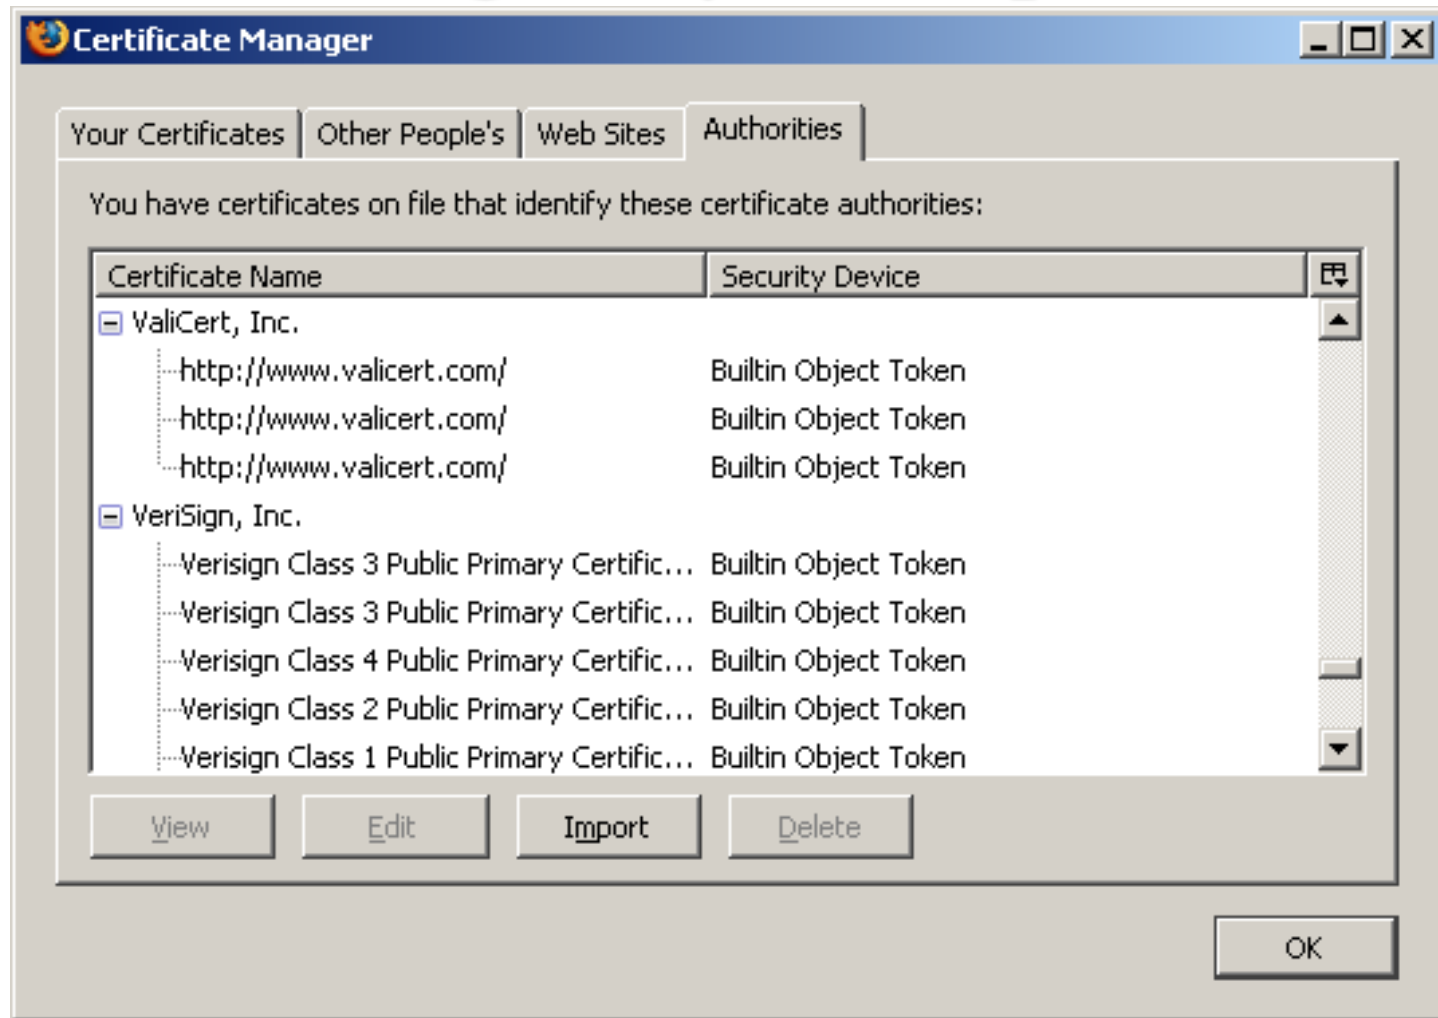 Certificate Manager
Your Certificates Other People's Web Sites Authorities
You have certificates on file that identify these certificate authorities:
Certificate Name Security Device
ValiCert, Inc.
http://www.valicert.com/ Builtin Object Token
http://www.valicert.com/ Builtin Object Token
http://www.valicert.com/ Builtin Object Token
VeriSign, Inc.
Verisign Class 3 Public Primary Certific... Builtin Object Token
Verisign Class 3 Public Primary Certific... Builtin Object Token
Verisign Class 4 Public Primary Certific... Builtin Object Token
Verisign Class 2 Public Primary Certific... Builtin Object Token
Verisign Class 1 Public Primary Certific... Builtin Object Token
View Edit Import Delete
OK